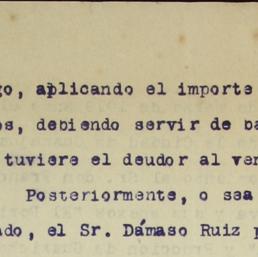 go, aplicando el importe
os, debiendo servir de ba
tuviere el deudor al ven
Posteriormente, o sea
ado, el Sr. Dámaso Ruiz p